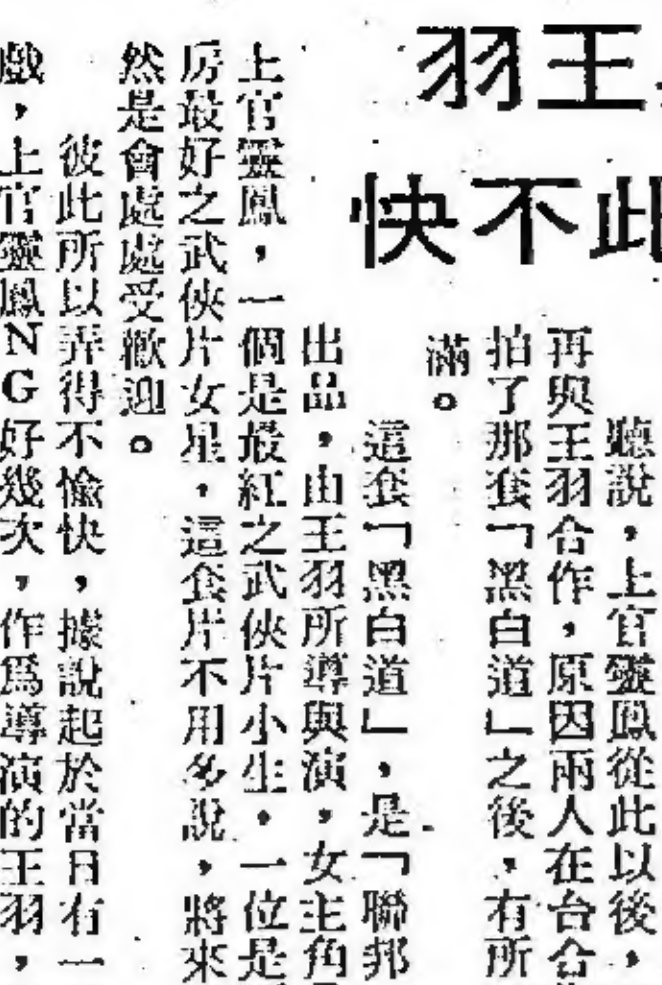 王羽
此不快
聽說,上官靈鳳從此以後,
再與王羽合作,原因兩人在台合
拍了那套「黑白道」之後,有所
滿。
這套「黑白道」,是「聯邦
出品,由王羽所導與演,女主角
上官靈鳳,一個是最紅之武俠片小生,一位是
房最好之武俠片女星,這套片不用多說,將來
然是會處處受歡迎。
彼此所以弄得不愉快,據說起於當日有一
戲,上官靈鳳NG好幾次,作爲導演的王羽,